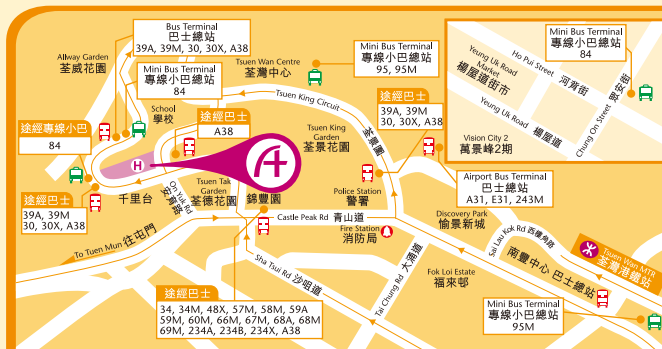 Bus Terminal
巴士總站
39A, 39M, 30, 30X, A38
Allway Garden
荃威花園
Mini Bus Terminal
專線小巴總站
84
School
學校
途經巴士
A38
途經專線小巴
84
途經巴士
39A, 39M
30, 30X, A38
H
千里台
On Yuk Rd
安育路
Tsuen Tak
Garden
荃德花園
錦豐園
Tsuen Wan Centre
荃灣中心
Mini Bus Terminal
專線小巴總站
95, 95M
Tsuen King Circuit
荃景圍
Tsuen King
Garden
荃景花園
途經巴士
39A, 39M
30, 30X, A38
Police Station
警署
Castle Peak Rd 青山道
Fire Station
消防局
To Tuen Mun 往屯門
Sha Tsui Rd 沙咀道
途經巴士
34, 34M, 48X, 57M, 58M, 59A
59M, 60M, 66M, 67M, 68A, 68M
69M, 234A, 234B, 234X, A38
Tai Chung Rd 大涌道
Fok Loi Estate
福來邨
Airport Bus Terminal
巴士總站
A31, E31, 243M
Discovery Park
愉景新城
Sai Lau Kok Rd 西樓角路
Tsuen Wan MTR
荃灣港鐵站
南豐中心 巴士總站
Mini Bus Terminal
專線小巴總站
95M
Yeung Uk Road
Market
楊屋道街市
Ho Pui Street 河背街
Mini Bus Terminal
專線小巴總站
84
Yeung Uk Road 楊屋道
Chung On Street 眾安街
Vision City 2
萬景峰2期